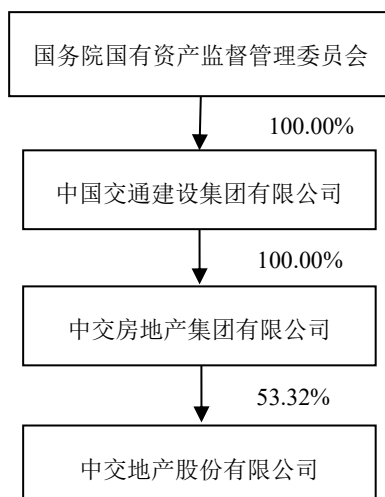 国务院国有资产监督管理委员会
100.00%
中国交通建设集团有限公司
100.00%
中交房地产集团有限公司
53.32%
中交地产股份有限公司